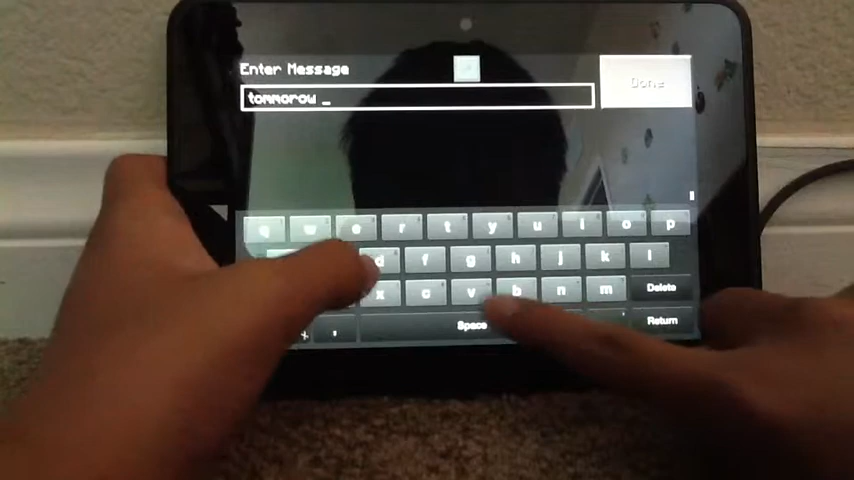 Enter Message
Done
tommorow _
q w e r t y u i o p
d f g h j k l
x c v b n m Delete
, Space Return